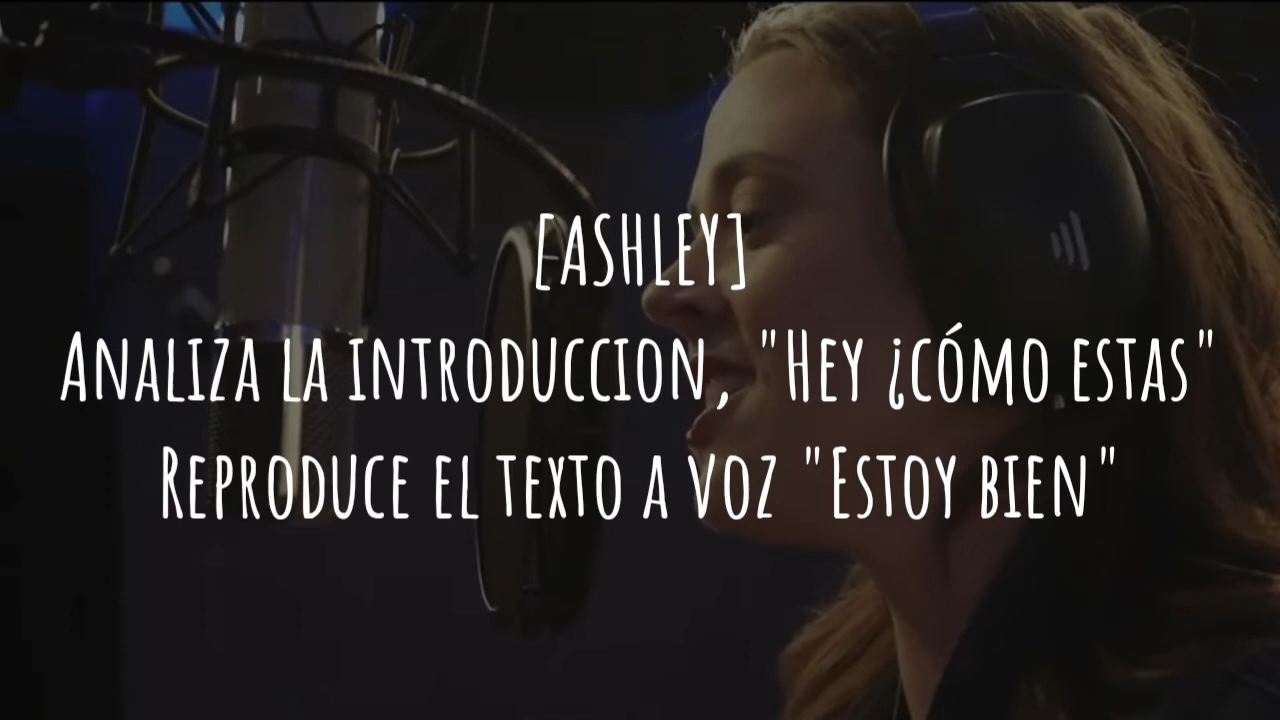 [ASHLEY]
Analiza la introduccion, "Hey ¿cómo estas"
Reproduce el texto a voz "Estoy bien"